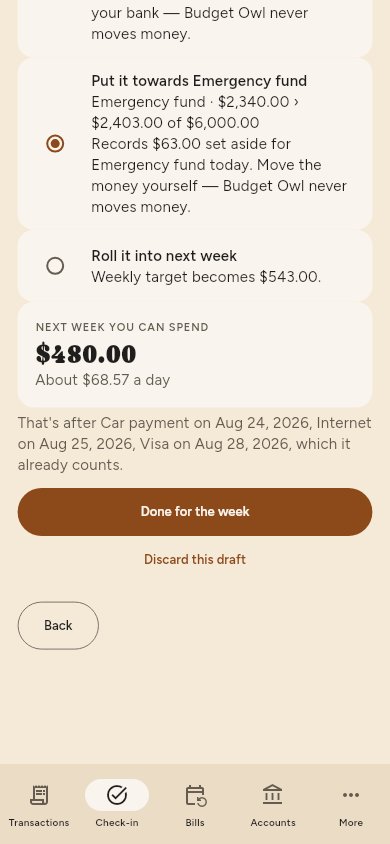 your bank — Budget Owl never
moves money.
Put it towards Emergency fund
Emergency fund · $2,340.00 ›
$2,403.00 of $6,000.00
Records $63.00 set aside for
Emergency fund today. Move the
money yourself — Budget Owl never
moves money.
Roll it into next week
Weekly target becomes $543.00.
NEXT WEEK YOU CAN SPEND
$480.00
About $68.57 a day
That's after Car payment on Aug 24, 2026, Internet
on Aug 25, 2026, Visa on Aug 28, 2026, which it
already counts.
Done for the week
Discard this draft
Back
Transactions
Check-in
Bills
Accounts
More